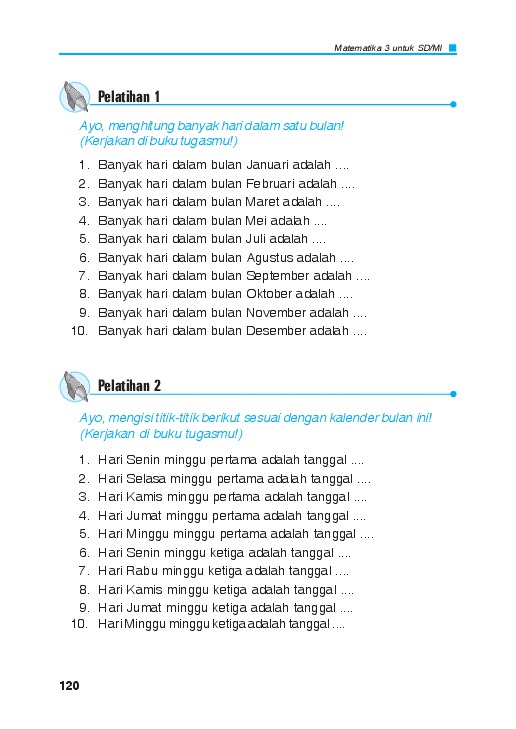 Matematika 3 untuk SD/MI
Pelatihan 1
Ayo, menghitung banyak hari dalam satu bulan!
(Kerjakan di buku tugasmu!)
1. Banyak hari dalam bulan Januari adalah ....
2. Banyak hari dalam bulan Februari adalah ....
3. Banyak hari dalam bulan Maret adalah ....
4. Banyak hari dalam bulan Mei adalah ....
5. Banyak hari dalam bulan Juli adalah ....
6. Banyak hari dalam bulan Agustus adalah ....
7. Banyak hari dalam bulan September adalah ....
8. Banyak hari dalam bulan Oktober adalah ....
9. Banyak hari dalam bulan November adalah ....
10. Banyak hari dalam bulan Desember adalah ....
Pelatihan 2
Ayo, mengisi titik-titik berikut sesuai dengan kalender bulan ini!
(Kerjakan di buku tugasmu!)
1. Hari Senin minggu pertama adalah tanggal ....
2. Hari Selasa minggu pertama adalah tanggal ....
3. Hari Kamis minggu pertama adalah tanggal ....
4. Hari Jumat minggu pertama adalah tanggal ....
5. Hari Minggu minggu pertama adalah tanggal ....
6. Hari Senin minggu ketiga adalah tanggal ....
7. Hari Rabu minggu ketiga adalah tanggal ....
8. Hari Kamis minggu ketiga adalah tanggal ....
9. Hari Jumat minggu ketiga adalah tanggal ....
10. Hari Minggu minggu ketiga adalah tanggal ....
120